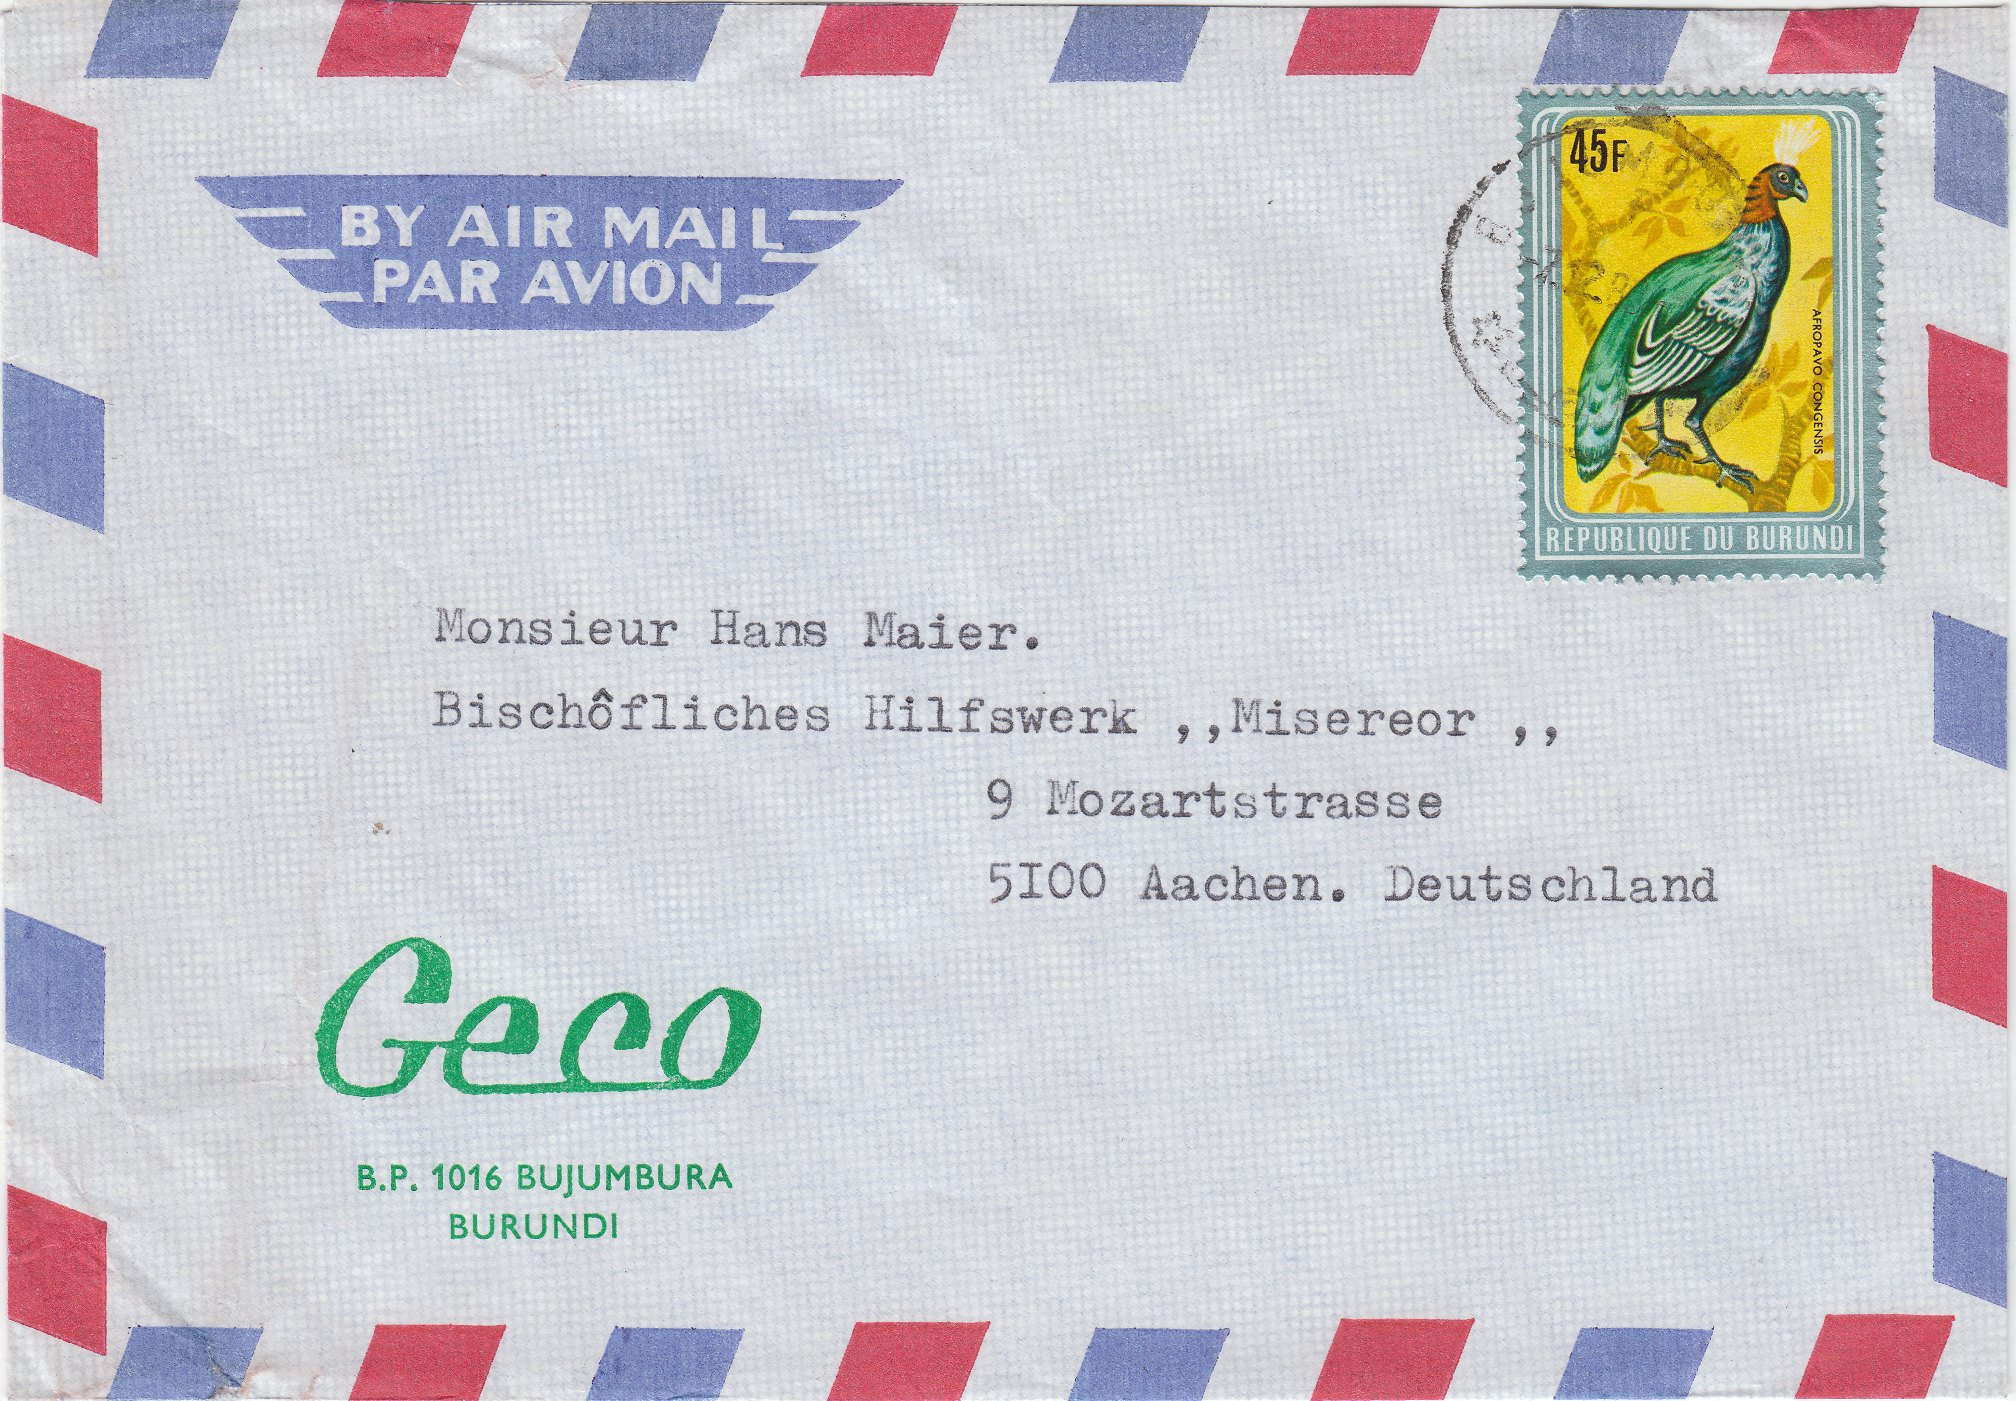 BY AIR MAIL
PAR AVION
45F
AFROPAVO CONGENSIS
REPUBLIQUE DU BURUNDI
Monsieur Hans Maier.
Bischôfliches Hilfswerk ,,Misereor ,,
9 Mozartstrasse
5I00 Aachen. Deutschland
Geco
B.P. 1016 BUJUMBURA
BURUNDI